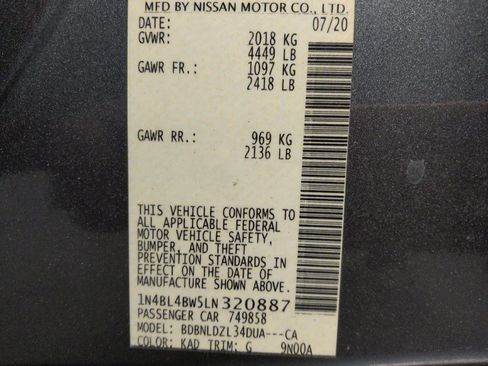 MFD BY NISSAN MOTOR CO., LTD.
DATE: 07/20
GVWR: 2018 KG
4449 LB
GAWR FR.: 1097 KG
2418 LB
GAWR RR.: 969 KG
2136 LB
THIS VEHICLE CONFORMS TO
ALL APPLICABLE FEDERAL
MOTOR VEHICLE SAFETY,
BUMPER, AND THEFT
PREVENTION STANDARDS IN
EFFECT ON THE DATE OF
MANUFACTURE SHOWN ABOVE.
1N4BL4BW5LN320887
PASSENGER CAR 749858
MODEL: BDBNLDZL34DUA---CA
COLOR: KAD TRIM: G 9N00A